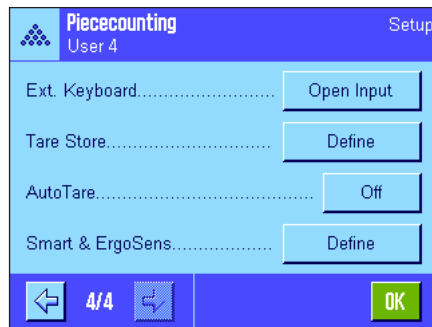 Piececounting
Setup
User 4
Ext. Keyboard........................ Open Input
Tare Store............................. Define
AutoTare...................................... Off
Smart & ErgoSens................... Define
4/4
OK